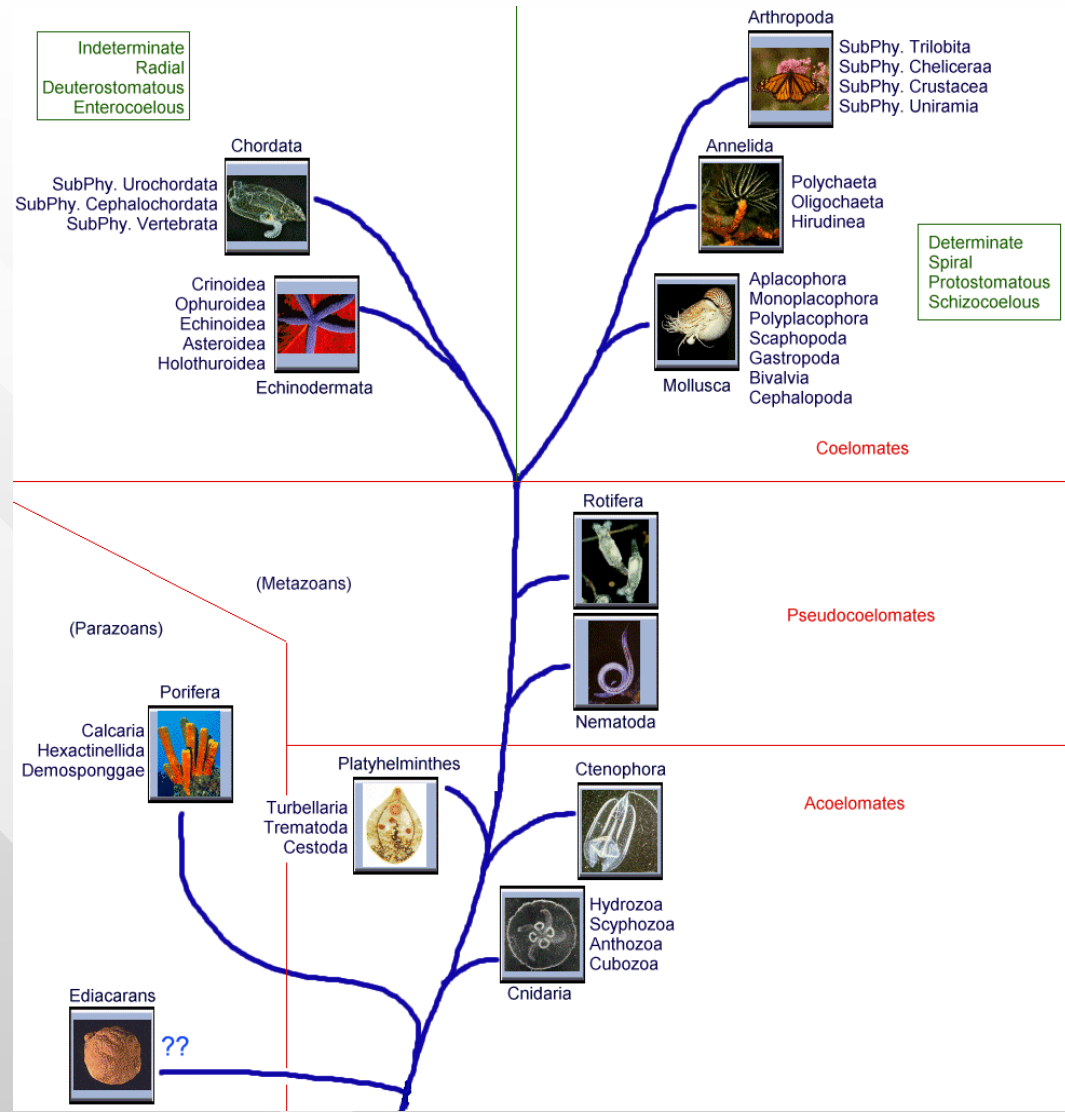 Indeterminate
Radial
Deuterostomatous
Enterocoelous
Arthropoda
SubPhy. Trilobita
SubPhy. Cheliceraa
SubPhy. Crustacea
SubPhy. Uniramia
Chordata
SubPhy. Urochordata
SubPhy. Cephalochordata
SubPhy. Vertebrata
Annelida
Polychaeta
Oligochaeta
Hirudinea
Determinate
Spiral
Protostomatous
Schizocoelous
Crinoidea
Ophuroidea
Echinoidea
Asteroidea
Holothuroidea
Echinodermata
Aplacophora
Monoplacophora
Polyplacophora
Scaphopoda
Gastropoda
Bivalvia
Cephalopoda
Mollusca
Coelomates
Rotifera
(Metazoans)
Pseudocoelomates
(Parazoans)
Nematoda
Porifera
Calcaria
Hexactinellida
Demosponggae
Platyhelminthes
Turbellaria
Trematoda
Cestoda
Ctenophora
Acoelomates
Hydrozoa
Scyphozoa
Anthozoa
Cubozoa
Cnidaria
Ediacarans
??